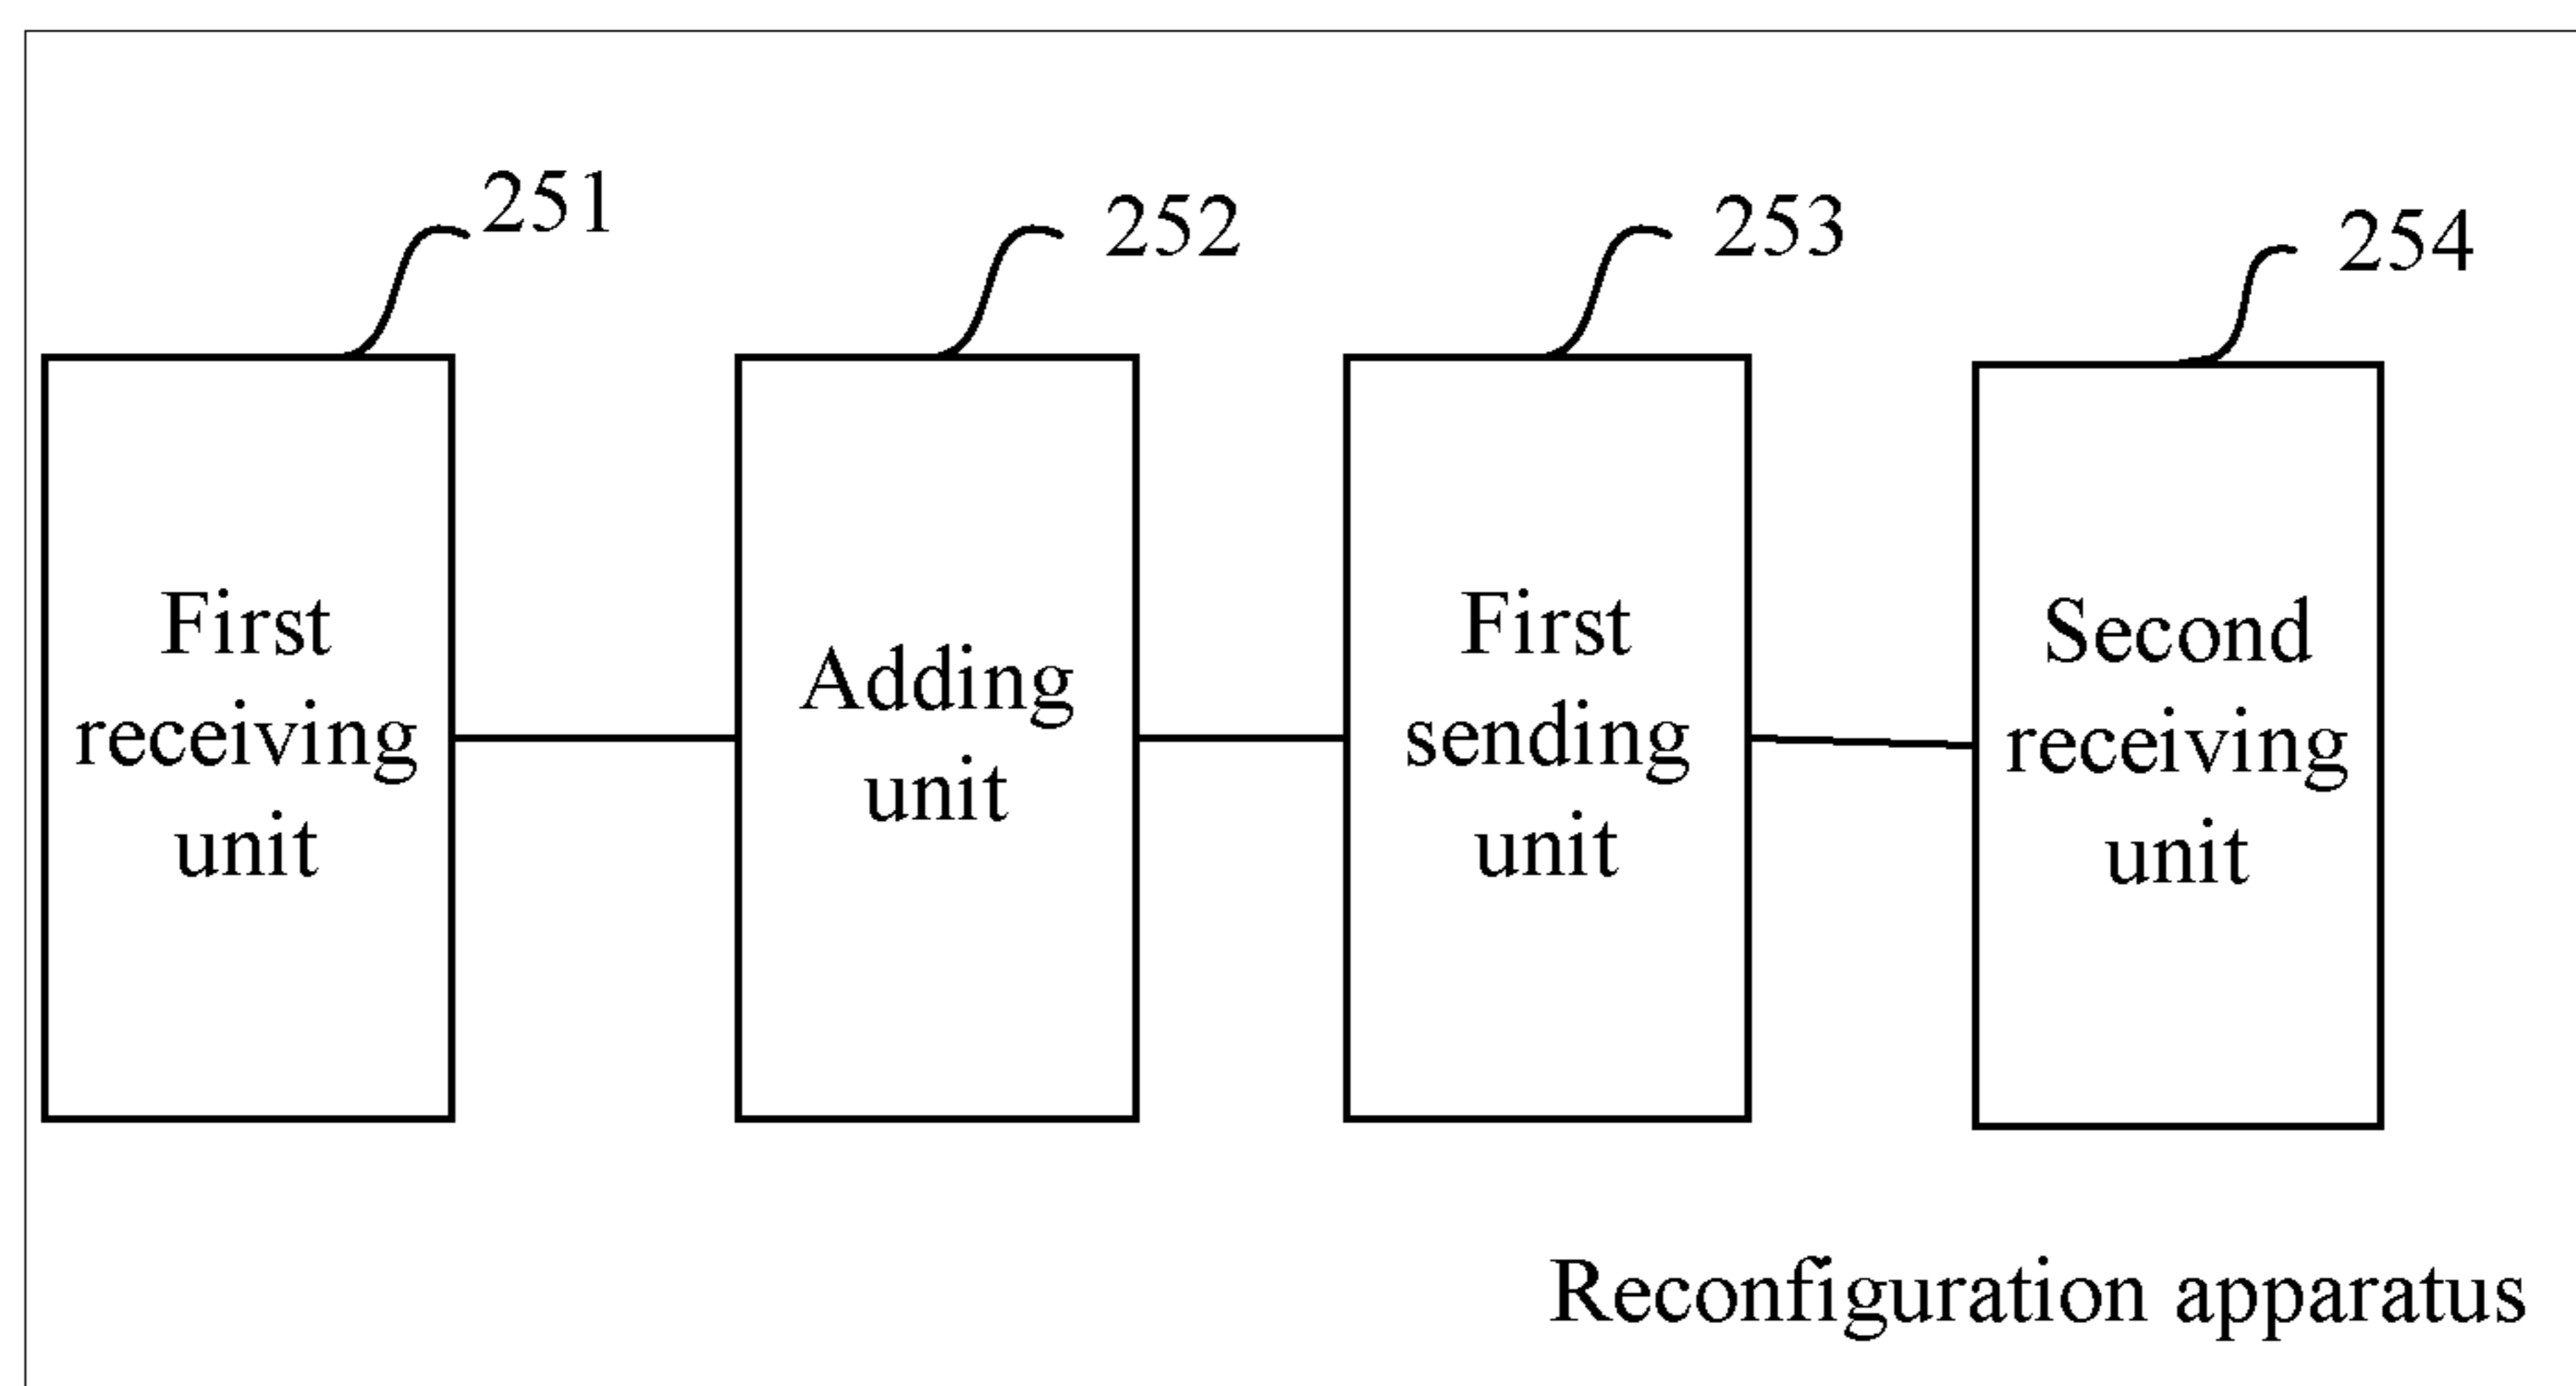 251
252
253
254
First
receiving
unit
Adding
unit
First
sending
unit
Second
receiving
unit
Reconfiguration apparatus